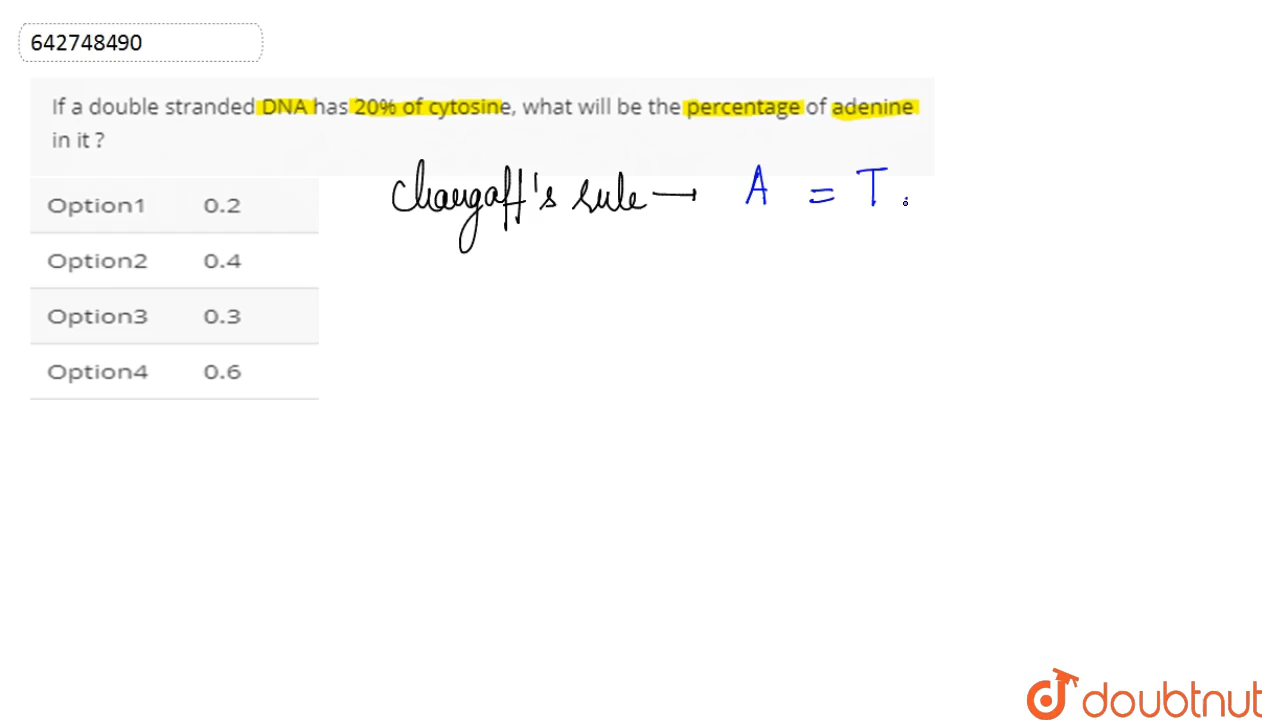 642748490
If a double stranded DNA has 20% of cytosine, what will be the percentage of adenine
in it ?
Chargaff's rule → A = T
Option1 0.2
Option2 0.4
Option3 0.3
Option4 0.6
doubtnut